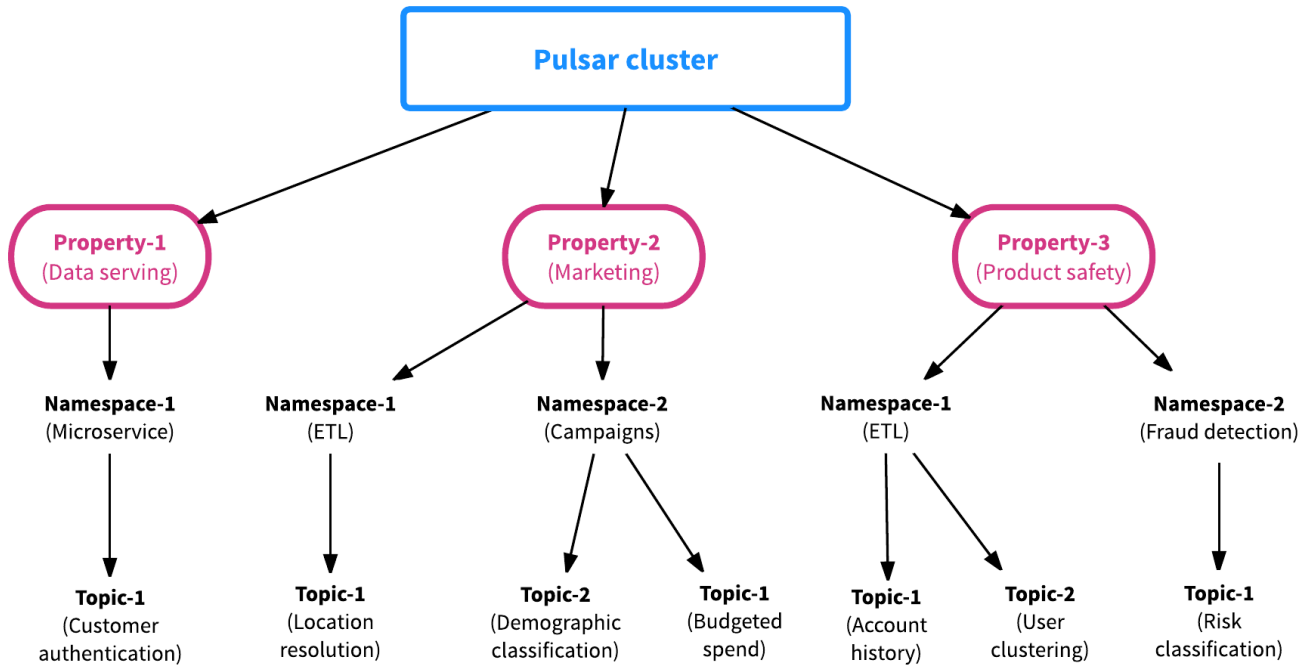 Pulsar cluster
Property-1
(Data serving)
Property-2
(Marketing)
Property-3
(Product safety)
Namespace-1
(Microservice)
Namespace-1
(ETL)
Namespace-2
(Campaigns)
Namespace-1
(ETL)
Namespace-2
(Fraud detection)
Topic-1
(Customer
authentication)
Topic-1
(Location
resolution)
Topic-2
(Demographic
classification)
Topic-1
(Budgeted
spend)
Topic-1
(Account
history)
Topic-2
(User
clustering)
Topic-1
(Risk
classification)